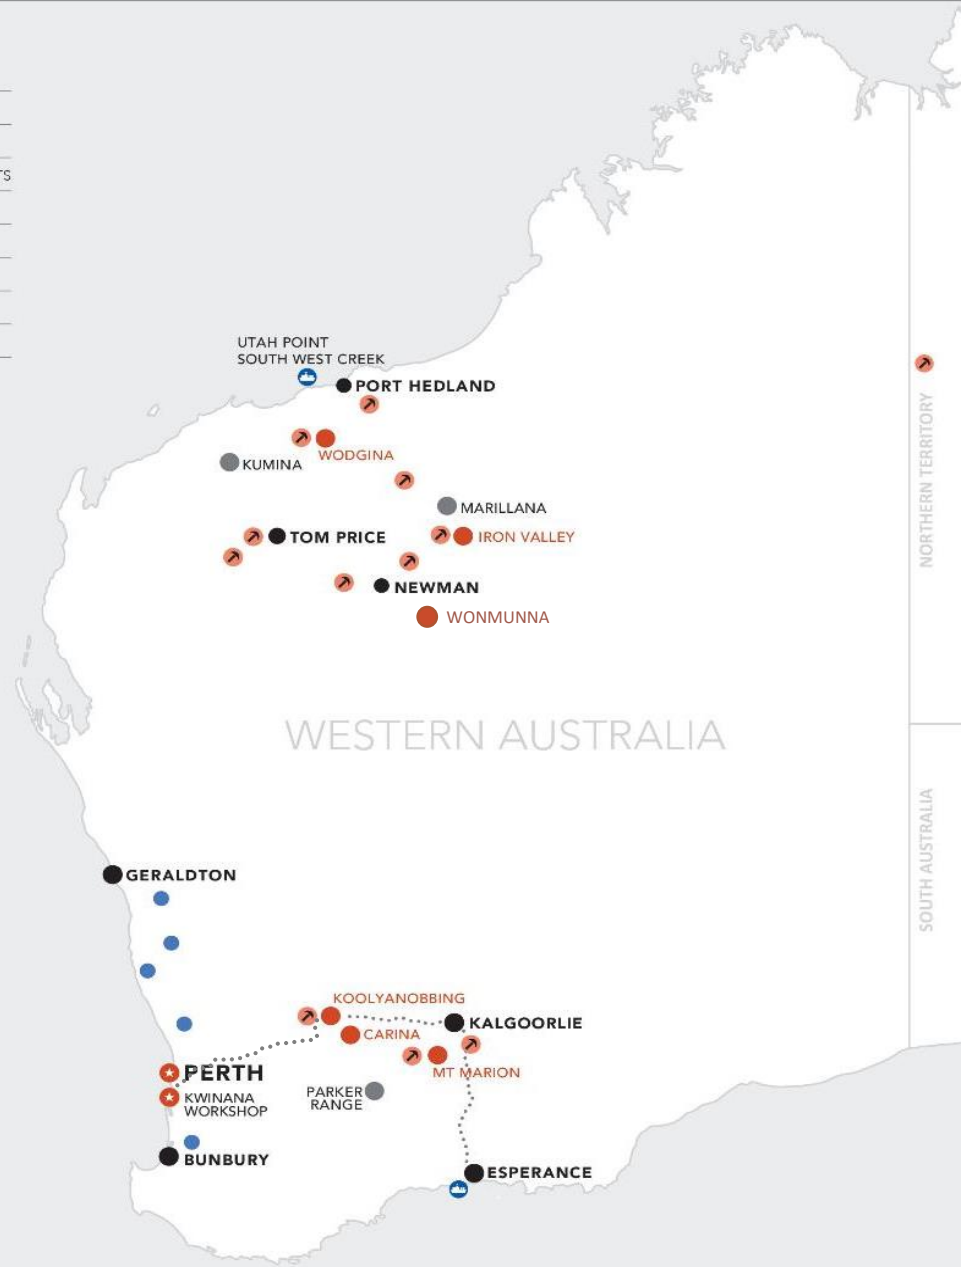 TS
UTAH POINT
SOUTH WEST CREEK
PORT HEDLAND
WODGINA
KUMINA
MARILLANA
TOM PRICE
IRON VALLEY
NEWMAN
WONMUNNA
NORTHERN TERRITORY
WESTERN AUSTRALIA
SOUTH AUSTRALIA
GERALDTON
KOOLYANOBBING
KALGOORLIE
CARINA
MT MARION
PERTH
KWINANA
WORKSHOP
PARKER
RANGE
BUNBURY
ESPERANCE